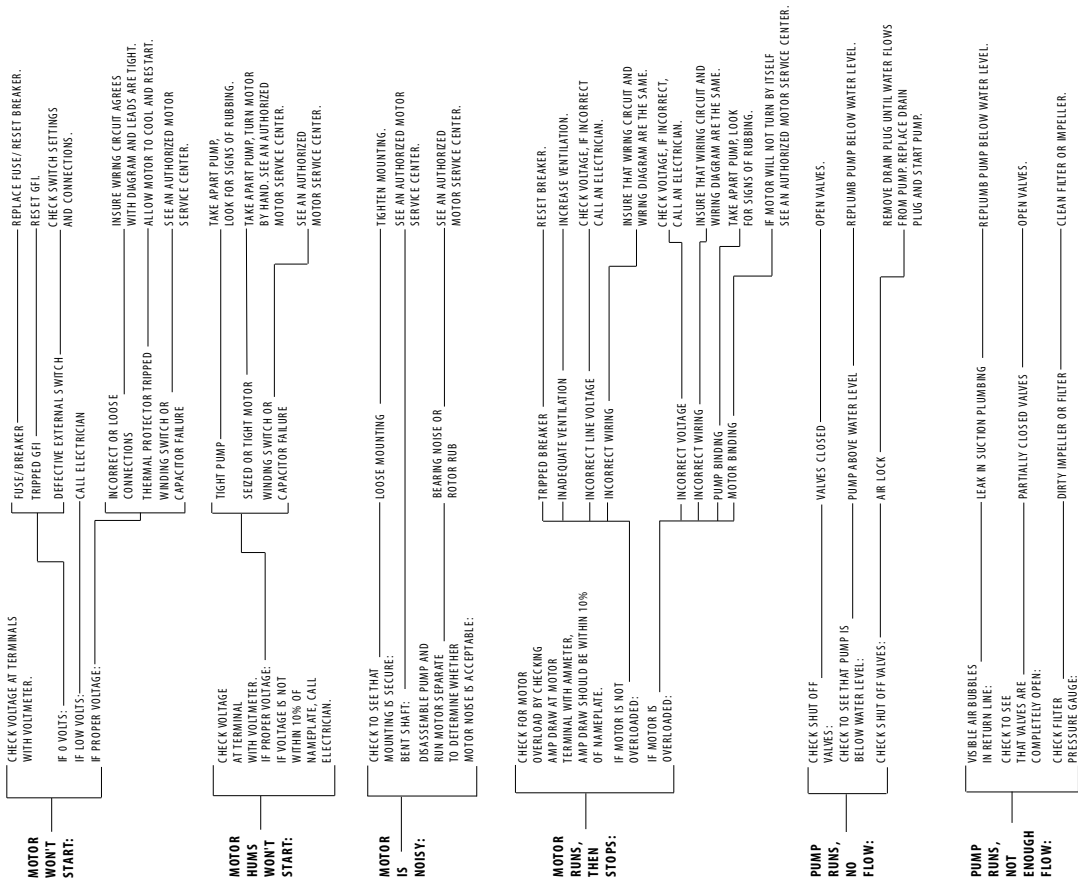 MOTOR
WON'T
START:
CHECK VOLTAGE AT TERMINALS
WITH VOLTMETER.
IF 0 VOLTS:
FUSE/ BREAKER
REPLACE FUSE/ RESET BREAKER.
TRIPPED GFI
RESET GFI.
DEFECTIVE EXTERNAL SWITCH
CHECK SWITCH SETTINGS
AND CONNECTIONS.
IF LOW VOLTS:
CALL ELECTRICIAN
IF PROPER VOLTAGE:
INCORRECT OR LOOSE
CONNECTIONS
INSURE WIRING CIRCUIT AGREES
WITH DIAGRAM AND LEADS ARE TIGHT.
THERMAL PROTECTOR TRIPPED
ALLOW MOTOR TO COOL AND RESTART.
WINDING SWITCH OR
CAPACITOR FAILURE
SEE AN AUTHORIZED MOTOR
SERVICE CENTER.
MOTOR
HUMS
WON'T
START:
CHECK VOLTAGE
AT TERMINAL
WITH VOLTMETER.
IF PROPER VOLTAGE:
IF VOLTAGE IS NOT
WITHIN 10% OF
NAMEPLATE, CALL
ELECTRICIAN.
TIGHT PUMP
TAKE APART PUMP,
LOOK FOR SIGNS OF RUBBING.
SEIZED OR TIGHT MOTOR
TAKE APART PUMP, TURN MOTOR
BY HAND. SEE AN AUTHORIZED
MOTOR SERVICE CENTER.
WINDING SWITCH OR
CAPACITOR FAILURE
SEE AN AUTHORIZED
MOTOR SERVICE CENTER
MOTOR
IS
NOISY:
CHECK TO SEE THAT
MOUNTING IS SECURE:
LOOSE MOUNTING
TIGHTEN MOUNTING.
BENT SHAFT:
SEE AN AUTHORIZED MOTOR
SERVICE CENTER.
DISASSEMBLE PUMP AND
RUN MOTOR SEPARATE
TO DETERMINE WHETHER
MOTOR NOISE IS ACCEPTABLE:
BEARING NOISE OR
ROTOR RUB
SEE AN AUTHORIZED
MOTOR SERVICE CENTER.
MOTOR
RUNS,
THEN
STOPS:
CHECK FOR MOTOR
OVERLOAD BY CHECKING
AMP DRAW AT MOTOR
TERMINAL WITH AMMETER,
AMP DRAW SHOULD BE WITHIN 10%
OF NAMEPLATE.
IF MOTOR IS NOT
OVERLOADED:
TRIPPED BREAKER
RESET BREAKER.
INADEQUATE VENTILATION
INCREASE VENTILATION.
INCORRECT LINE VOLTAGE
CHECK VOLTAGE, IF INCORRECT
CALL AN ELECTRICIAN.
INCORRECT WIRING
INSURE THAT WIRING CIRCUIT AND
WIRING DIAGRAM ARE THE SAME.
IF MOTOR IS
OVERLOADED:
INCORRECT VOLTAGE
CHECK VOLTAGE, IF INCORRECT,
CALL AN ELECTRICIAN.
INCORRECT WIRING
INSURE THAT WIRING CIRCUIT AND
WIRING DIAGRAM ARE THE SAME.
PUMP BINDING
TAKE APART PUMP, LOOK
FOR SIGNS OF RUBBING.
MOTOR BINDING
IF MOTOR WILL NOT TURN BY ITSELF
SEE AN AUTHORIZED MOTOR SERVICE CENTER.
PUMP
RUNS,
NO
FLOW:
CHECK SHUT OFF
VALVES:
VALVES CLOSED
OPEN VALVES.
CHECK TO SEE THAT PUMP IS
BELOW WATER LEVEL:
PUMP ABOVE WATER LEVEL
REPLUMB PUMP BELOW WATER LEVEL.
CHECK SHUT OFF VALVES:
AIR LOCK
REMOVE DRAIN PLUG UNTIL WATER FLOWS
FROM PUMP. REPLACE DRAIN
PLUG AND START PUMP.
PUMP
RUNS,
NOT
ENOUGH
FLOW:
VISIBLE AIR BUBBLES
IN RETURN LINE:
LEAK IN SUCTION PLUMBING
REPLUMB PUMP BELOW WATER LEVEL.
CHECK TO SEE
THAT VALVES ARE
COMPLETELY OPEN:
PARTIALLY CLOSED VALVES
OPEN VALVES.
CHECK FILTER
PRESSURE GAUGE:
DIRTY IMPELLER OR FILTER
CLEAN FILTER OR IMPELLER.